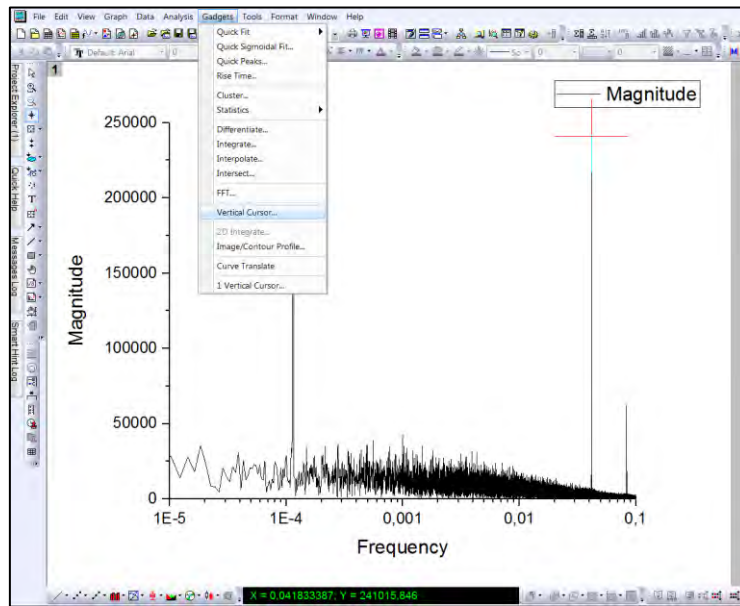 File Edit View Graph Data Analysis Gadgets Tools Format Window Help
Default: Arial 0
Project Explorer (1)
Quick Help
Messages Log
Smart Hint Log
1
Quick Fit
Quick Sigmoidal Fit...
Quick Peaks...
Rise Time...
Cluster...
Statistics
Differentiate...
Integrate...
Interpolate...
Intersect...
FFT...
Vertical Cursor...
2D Integrate...
Image/Contour Profile...
Curve Translate
1 Vertical Cursor...
Magnitude
Magnitude
250000
200000
150000
100000
50000
0
1E-5 1E-4 0,001 0,01 0,1
Frequency
X = 0.041833387; Y = 241015.846